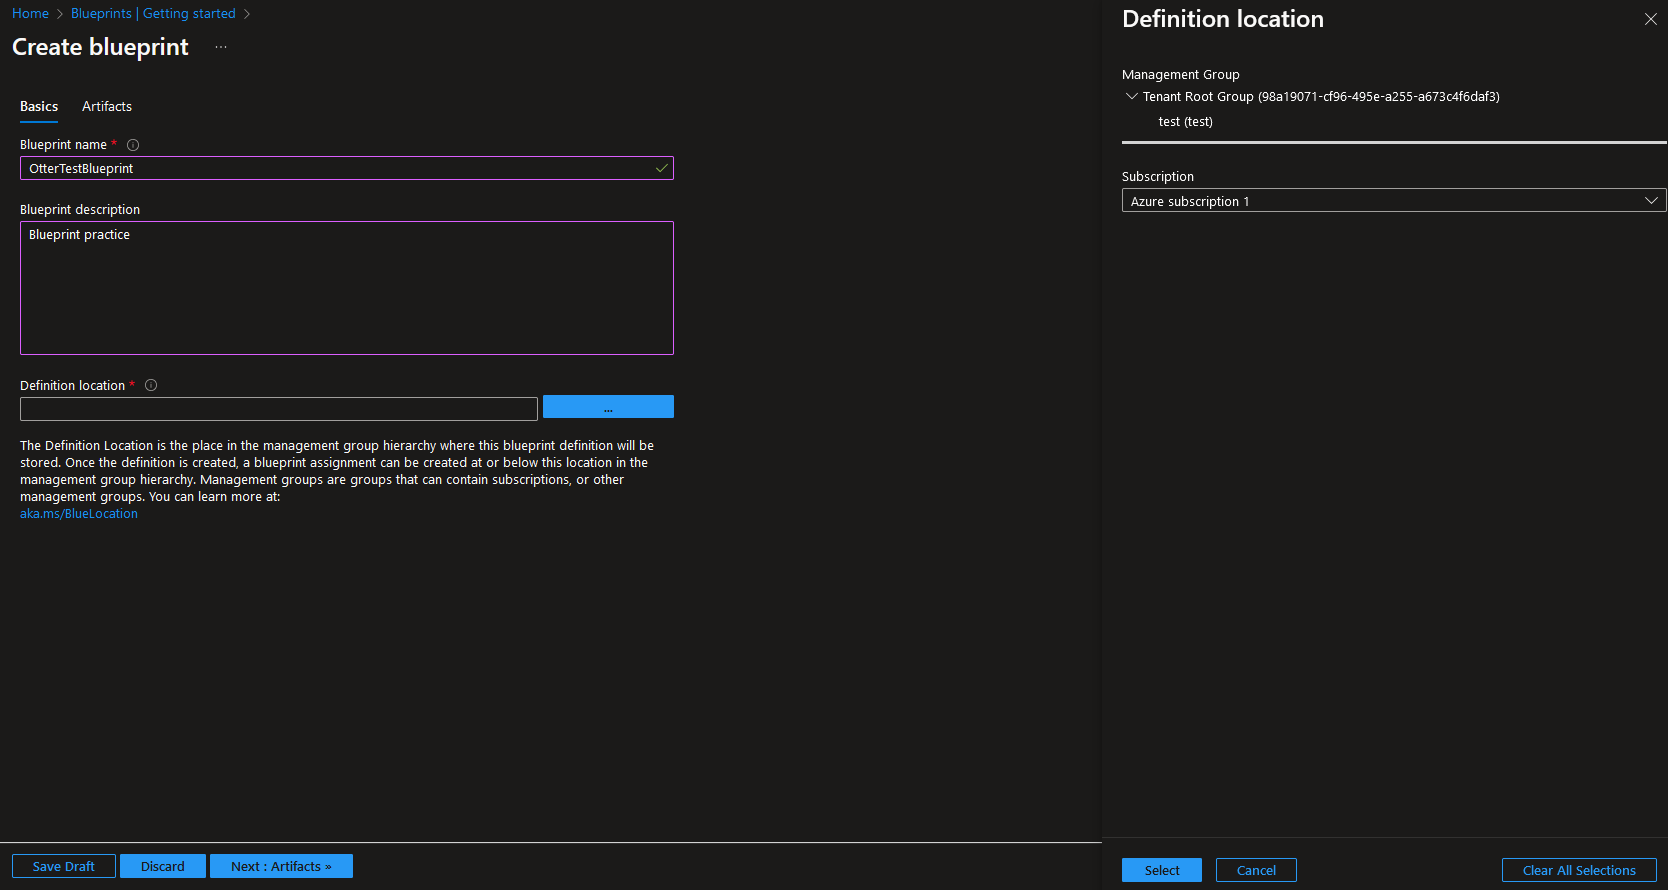 Home > Blueprints | Getting started >
Create blueprint ...
Basics Artifacts
Blueprint name *
OtterTestBlueprint
Blueprint description
Blueprint practice
Definition location *
...
The Definition Location is the place in the management group hierarchy where this blueprint definition will be
stored. Once the definition is created, a blueprint assignment can be created at or below this location in the
management group hierarchy. Management groups are groups that can contain subscriptions, or other
management groups. You can learn more at:
aka.ms/BlueLocation
Save Draft Discard Next : Artifacts »
Definition location
Management Group
Tenant Root Group (98a19071-cf96-495e-a255-a673c4f6daf3)
test (test)
Subscription
Azure subscription 1
Select Cancel Clear All Selections